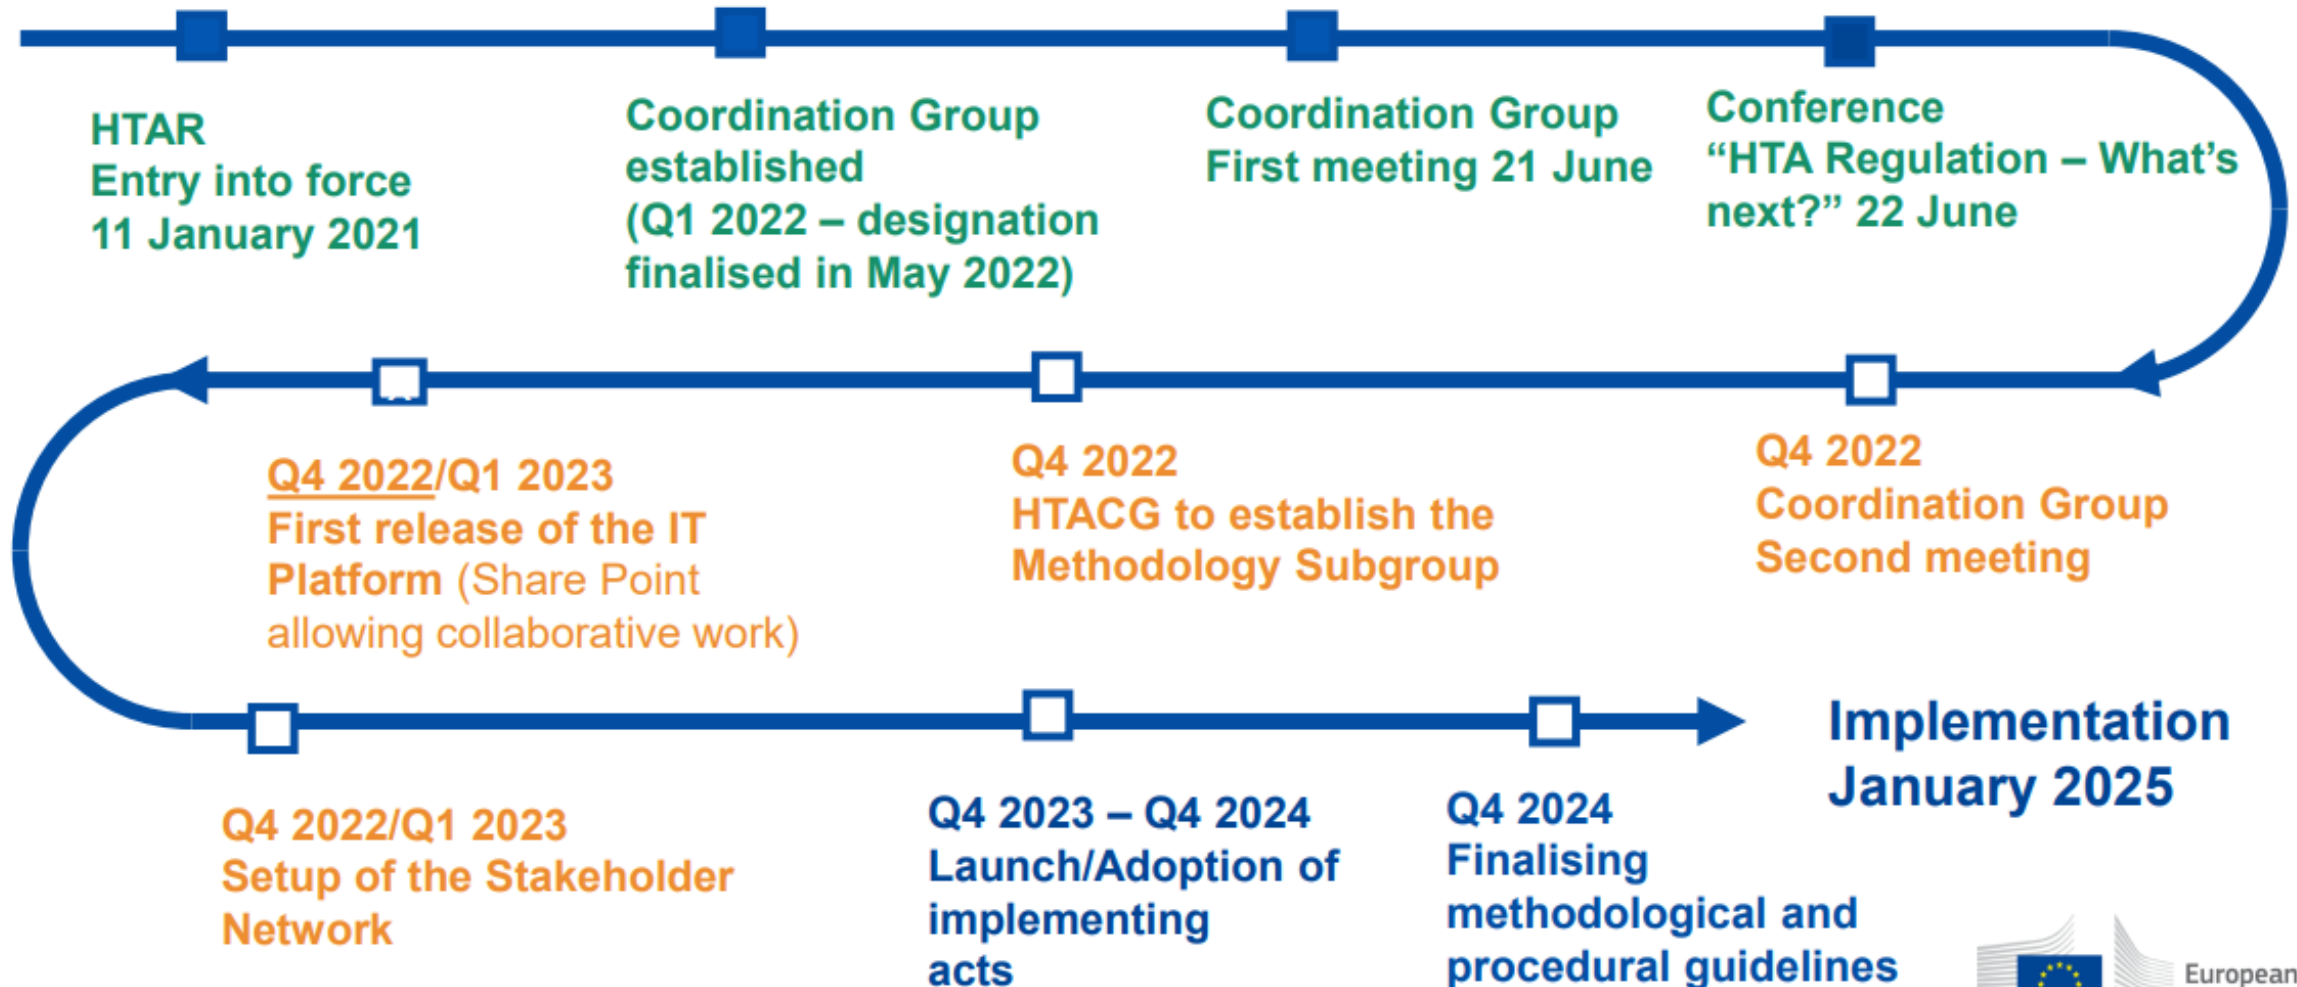 HTAR
Entry into force
11 January 2021
Coordination Group
established
(Q1 2022 – designation
finalised in May 2022)
Coordination Group
First meeting 21 June
Conference
“HTA Regulation – What’s
next?” 22 June
Q4 2022
Coordination Group
Second meeting
Q4 2022
HTACG to establish the
Methodology Subgroup
Q4 2022/Q1 2023
First release of the IT
Platform (Share Point
allowing collaborative work)
Q4 2022/Q1 2023
Setup of the Stakeholder
Network
Q4 2023 – Q4 2024
Launch/Adoption of
implementing
acts
Q4 2024
Finalising
methodological and
procedural guidelines
Implementation
January 2025
European